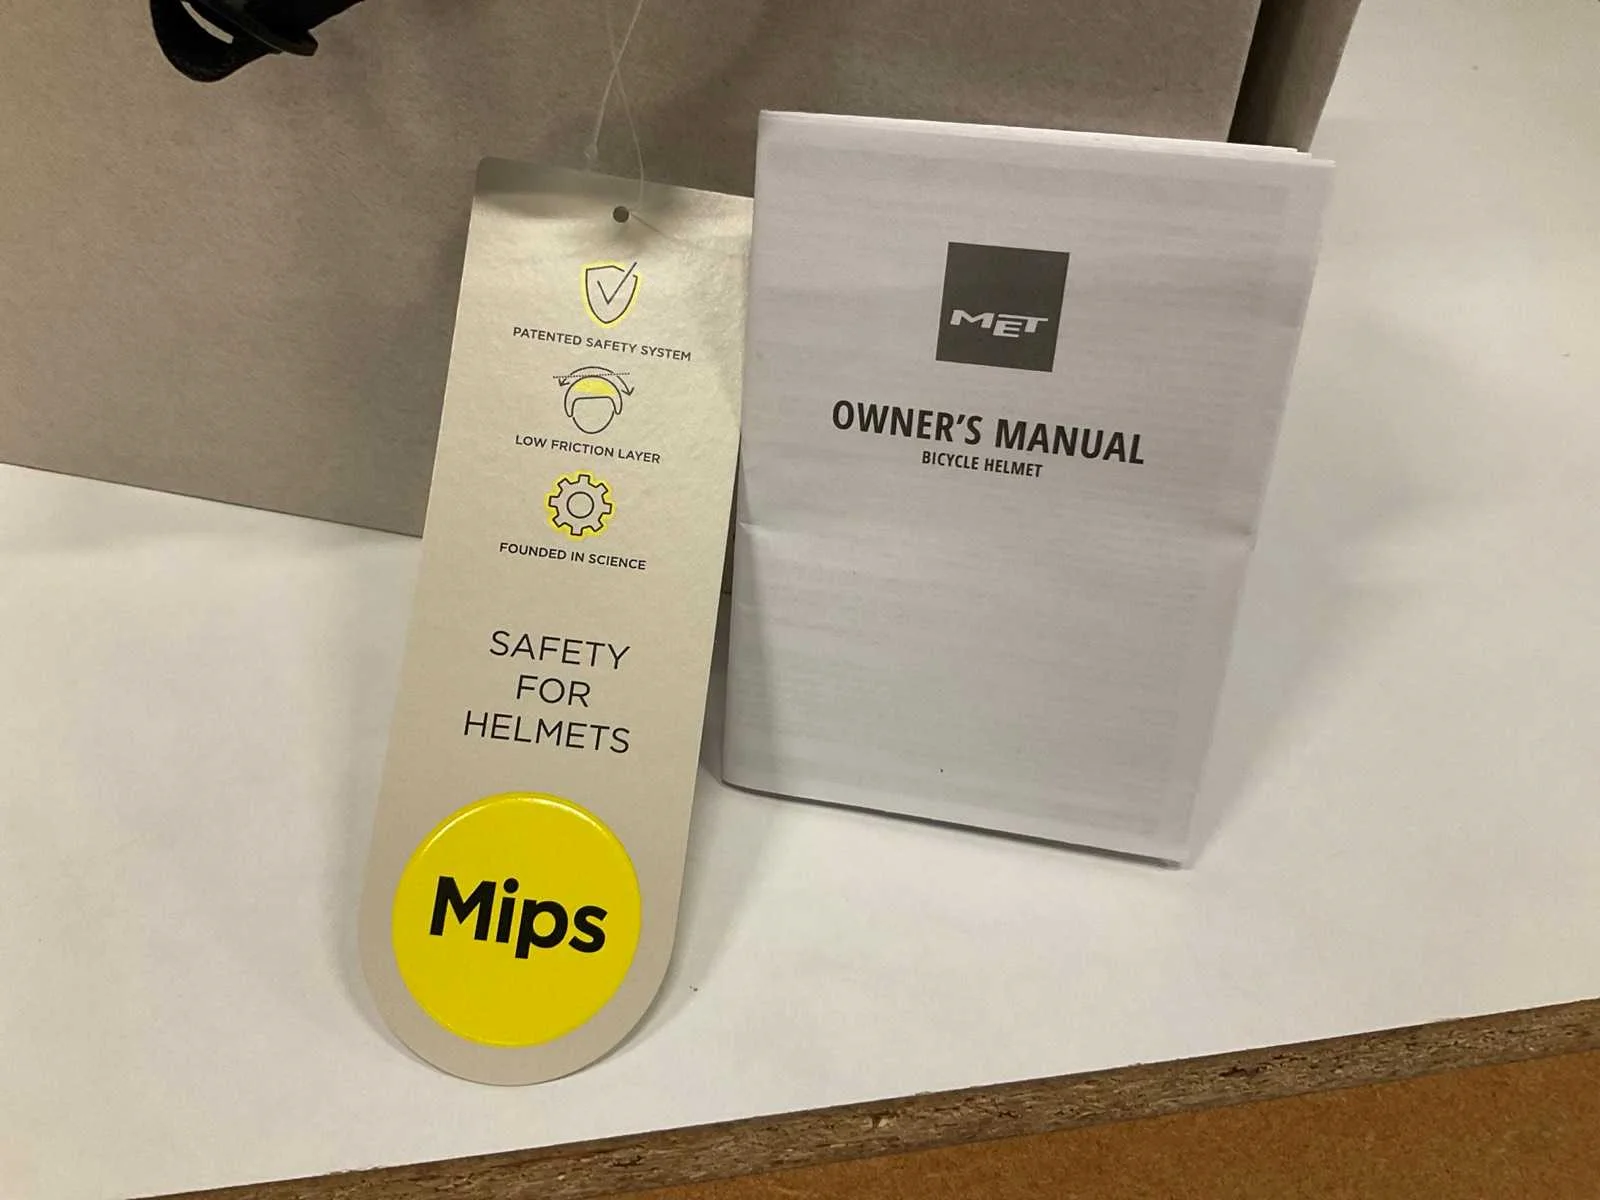 PATENTED SAFETY SYSTEM
LOW FRICTION LAYER
FOUNDED IN SCIENCE
SAFETY
FOR
HELMETS
Mips
MET
OWNER'S MANUAL
BICYCLE HELMET